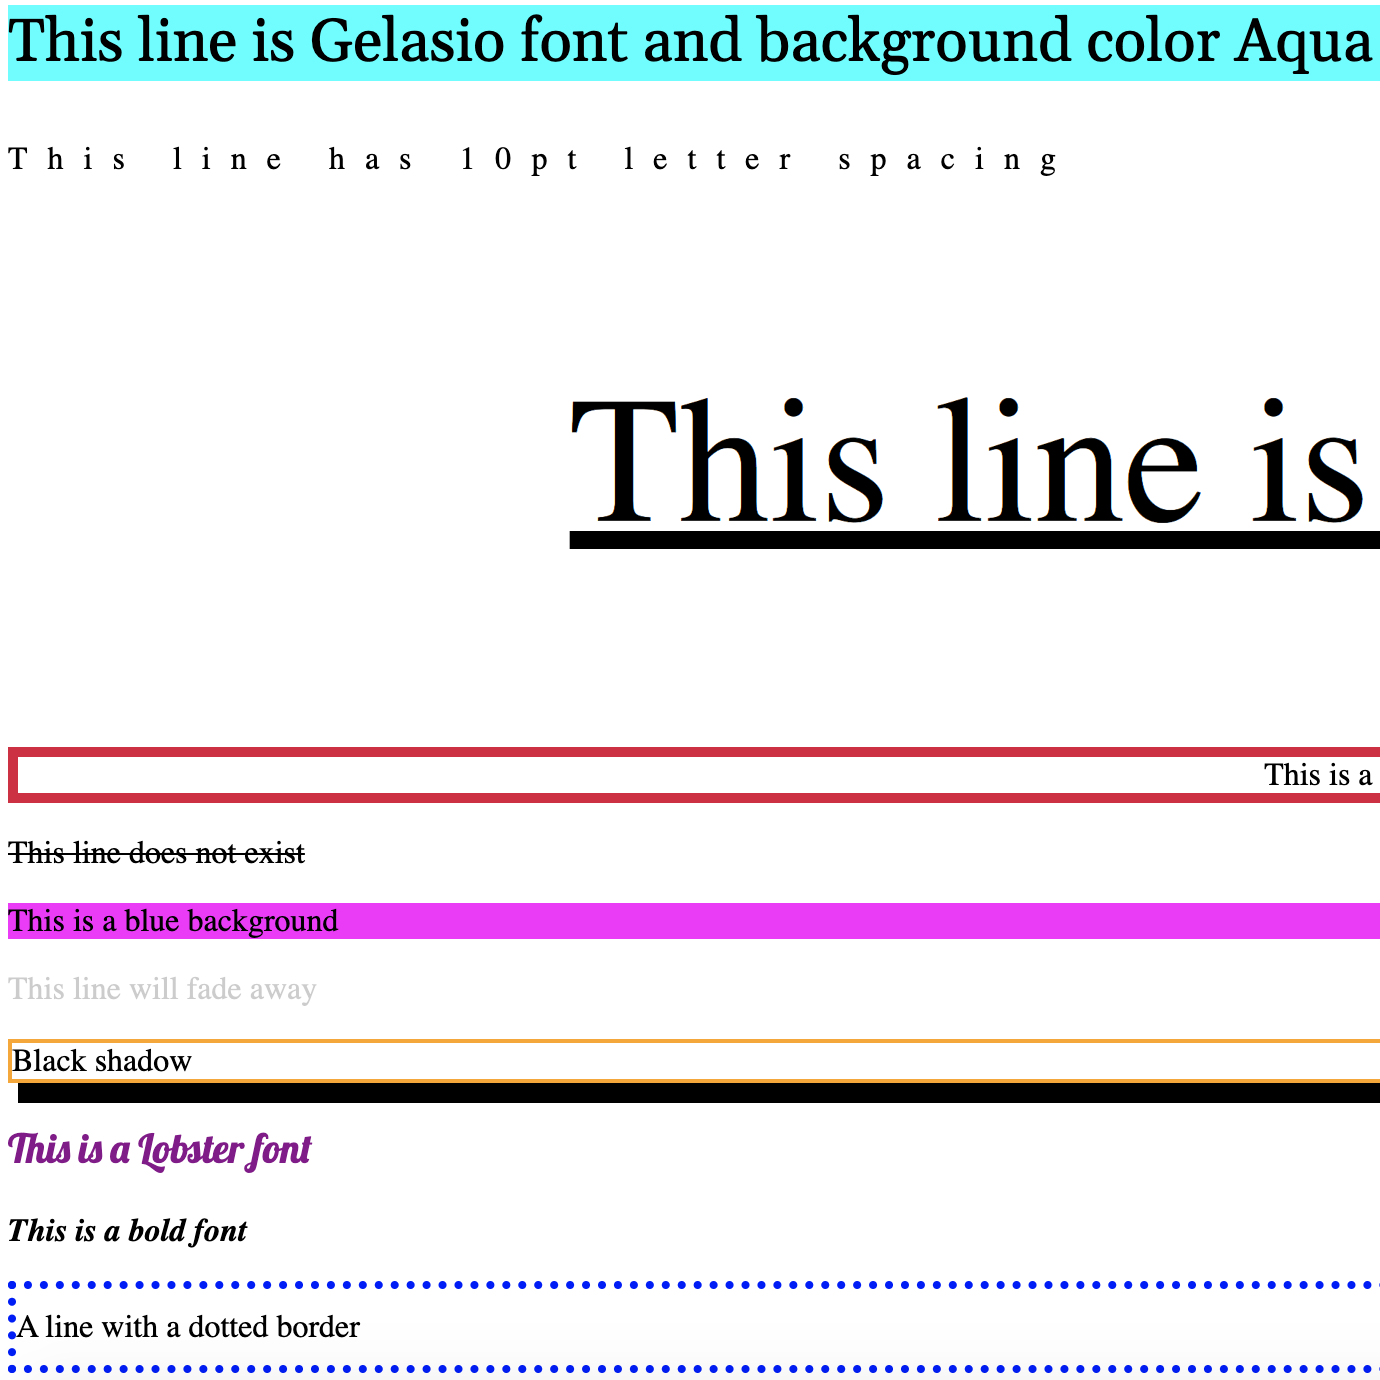 This line is Gelasio font and background color Aqua
This line has 10pt letter spacing
This line is
This is a
This line does not exist
This is a blue background
This line will fade away
Black shadow
This is a Lobster font
This is a bold font
A line with a dotted border